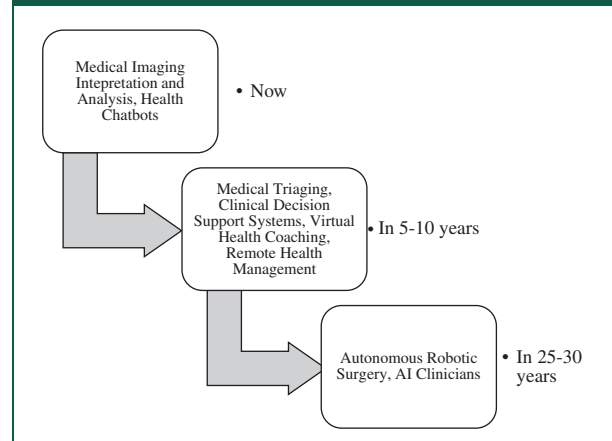 Medical Imaging
Intepretation and
Analysis, Health
Chatbots
• Now
Medical Triaging,
Clinical Decision
Support Systems, Virtual
Health Coaching,
Remote Health
Management
• In 5-10 years
Autonomous Robotic
Surgery, AI Clinicians
• In 25-30
years